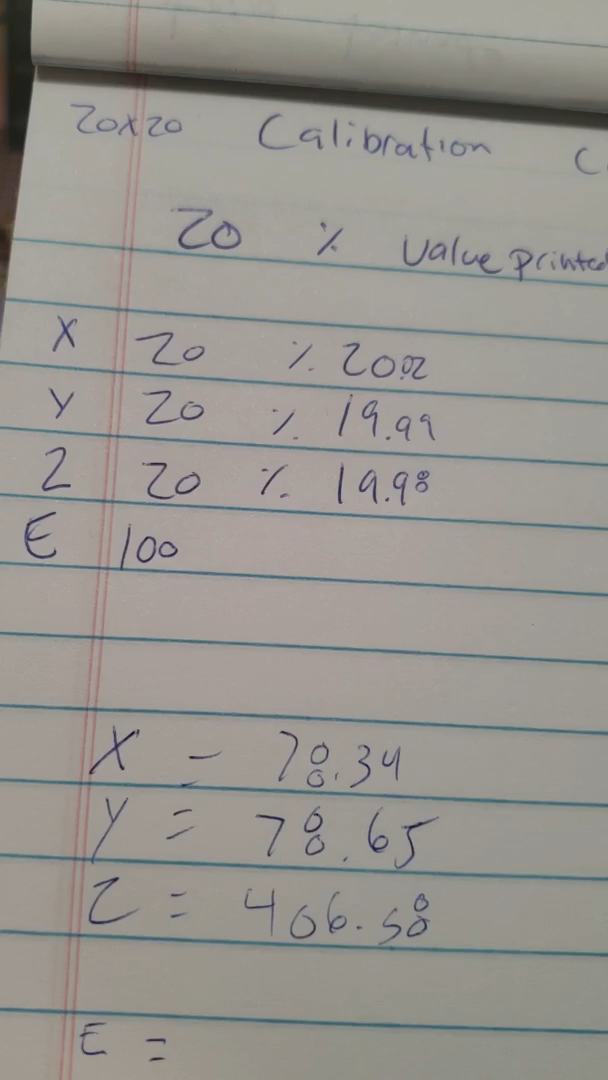 20x20 Calibration C
20 % Value printed
X 20 % 20.02
Y 20 % 19.99
Z 20 % 19.98
E 100
X = 78.34
Y = 78.65
Z = 406.58
E =